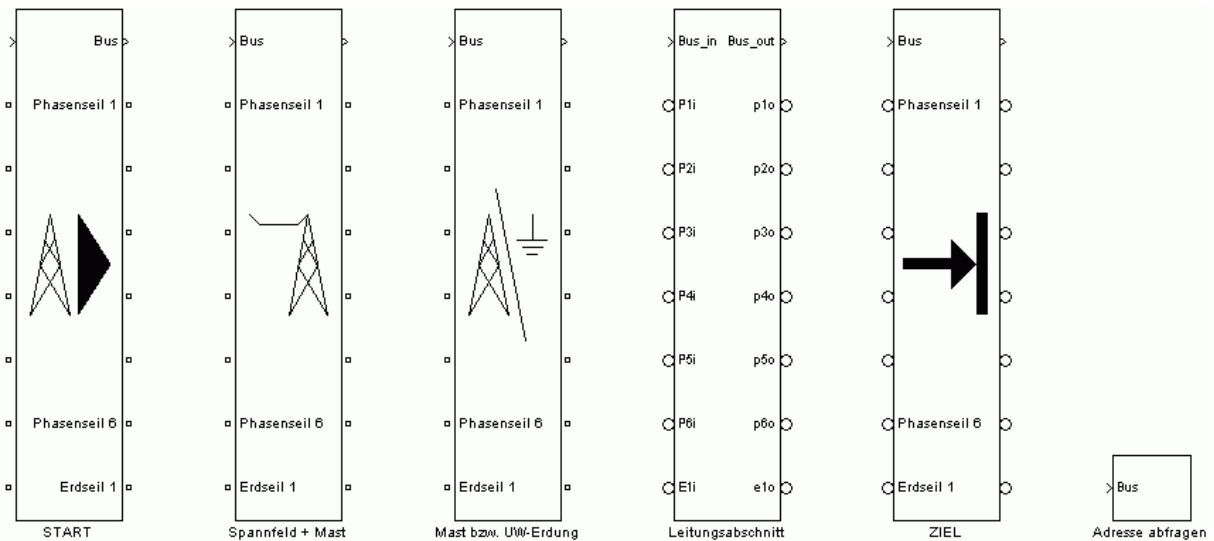 Bus
Phasenseil 1
Phasenseil 6
Erdseil 1
START
Bus
Phasenseil 1
Phasenseil 6
Erdseil 1
Spannfeld + Mast
Bus
Phasenseil 1
Phasenseil 6
Erdseil 1
Mast bzw. UW-Erdung
Bus_in Bus_out
P1i p1o
P2i p2o
P3i p3o
P4i p4o
P5i p5o
P6i p6o
E1i e1o
Leitungsabschnitt
Bus
Phasenseil 1
Phasenseil 6
Erdseil 1
ZIEL
Bus
Adresse abfragen